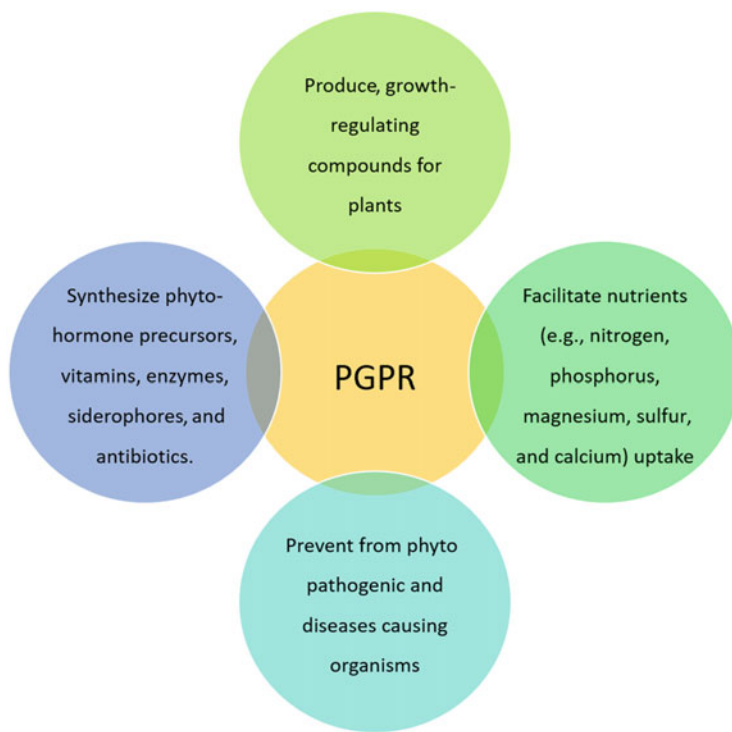 Produce, growth-
regulating
compounds for
plants
Synthesize phyto-
hormone precursors,
vitamins, enzymes,
siderophores, and
antibiotics.
PGPR
Facilitate nutrients
(e.g., nitrogen,
phosphorus,
magnesium, sulfur,
and calcium) uptake
Prevent from phyto
pathogenic and
diseases causing
organisms